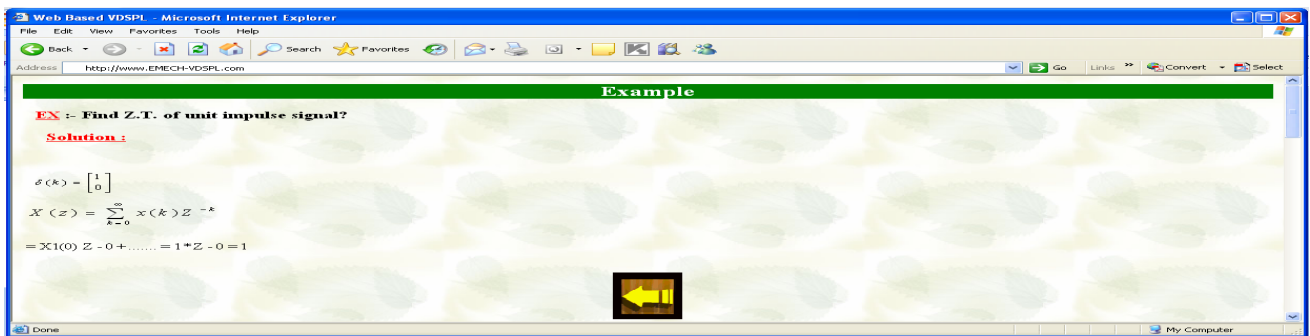 Web Based VDSPL - Microsoft Internet Explorer
File Edit View Favorites Tools Help
Back Search Favorites
Address http://www.EMECH-VDSPL.com Go Links » Convert Select
Example
EX :- Find Z.T. of unit impulse signal?
Solution :
δ(k) = [1 0]
X (z) = ∑ k=0 ∞ x(k)Z -k
= X1(0) Z - 0 +....... = 1*Z - 0 = 1
Done My Computer